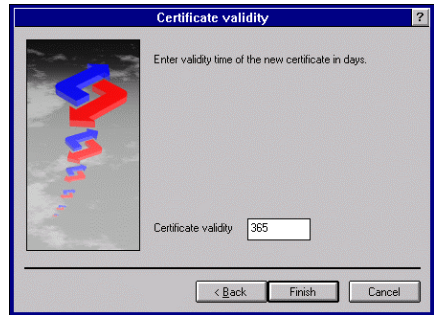 Certificate validity ?
Enter validity time of the new certificate in days.
Certificate validity 365
< Back Finish Cancel